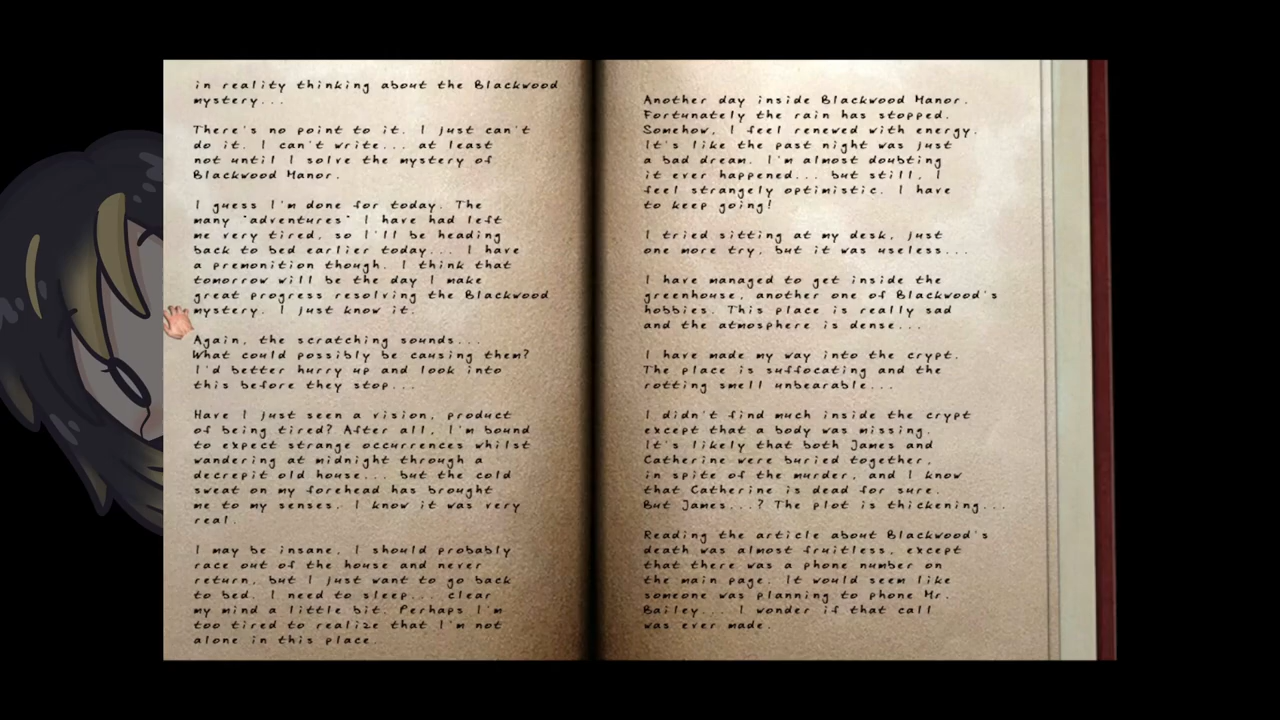 in reality thinking about the Blackwood
mystery...
There's no point to it. I just can't
do it. I can't write... at least
not until I solve the mystery of
Blackwood Manor.
I guess I'm done for today. The
many "adventures" I have had left
me very tired, so I'll be heading
back to bed earlier today... I have
a premonition though. I think that
tomorrow will be the day I make
great progress resolving the Blackwood
mystery. I just know it.
Again, the scratching sounds...
What could possibly be causing them?
I'd better hurry up and look into
this before they stop...
Have I just seen a vision, product
of being tired? After all, I'm bound
to expect strange occurrences whilst
wandering at midnight through a
decrepit old house... but the cold
sweat on my forehead has brought
me to my senses. I know it was very
real.
I may be insane, I should probably
race out of the house and never
return, but I just want to go back
to bed. I need to sleep... clear
my mind a little bit. Perhaps I'm
too tired to realize that I'm not
alone in this place.
Another day inside Blackwood Manor.
Fortunately the rain has stopped.
Somehow, I feel renewed with energy.
It's like the past night was just
a bad dream. I'm almost doubting
it ever happened... but still, I
feel strangely optimistic. I have
to keep going!
I tried sitting at my desk, just
one more try, but it was useless...
I have managed to get inside the
greenhouse, another one of Blackwood's
hobbies. This place is really sad
and the atmosphere is dense...
I have made my way into the crypt.
The place is suffocating and the
rotting smell unbearable...
I didn't find much inside the crypt
except that a body was missing.
It's likely that both James and
Catherine were buried together,
in spite of the murder, and I know
that Catherine is dead for sure.
But James...? The plot is thickening...
Reading the article about Blackwood's
death was almost fruitless, except
that there was a phone number on
the main page. It would seem like
someone was planning to phone Mr.
Bailey... I wonder if that call
was ever made.